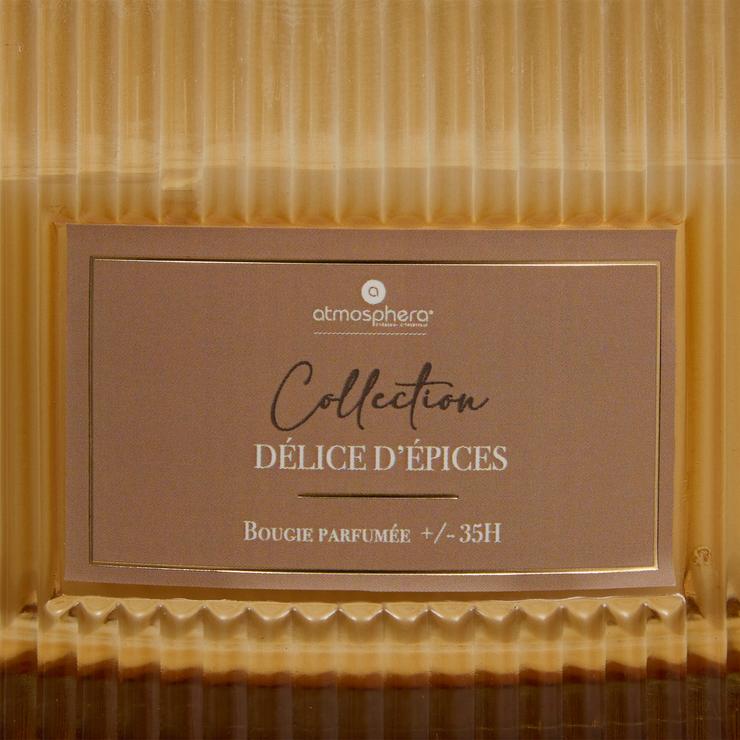 a
atmosphera®
Collection
DÉLICE D'ÉPICES
BOUGIE PARFUMÉE +/- 35H